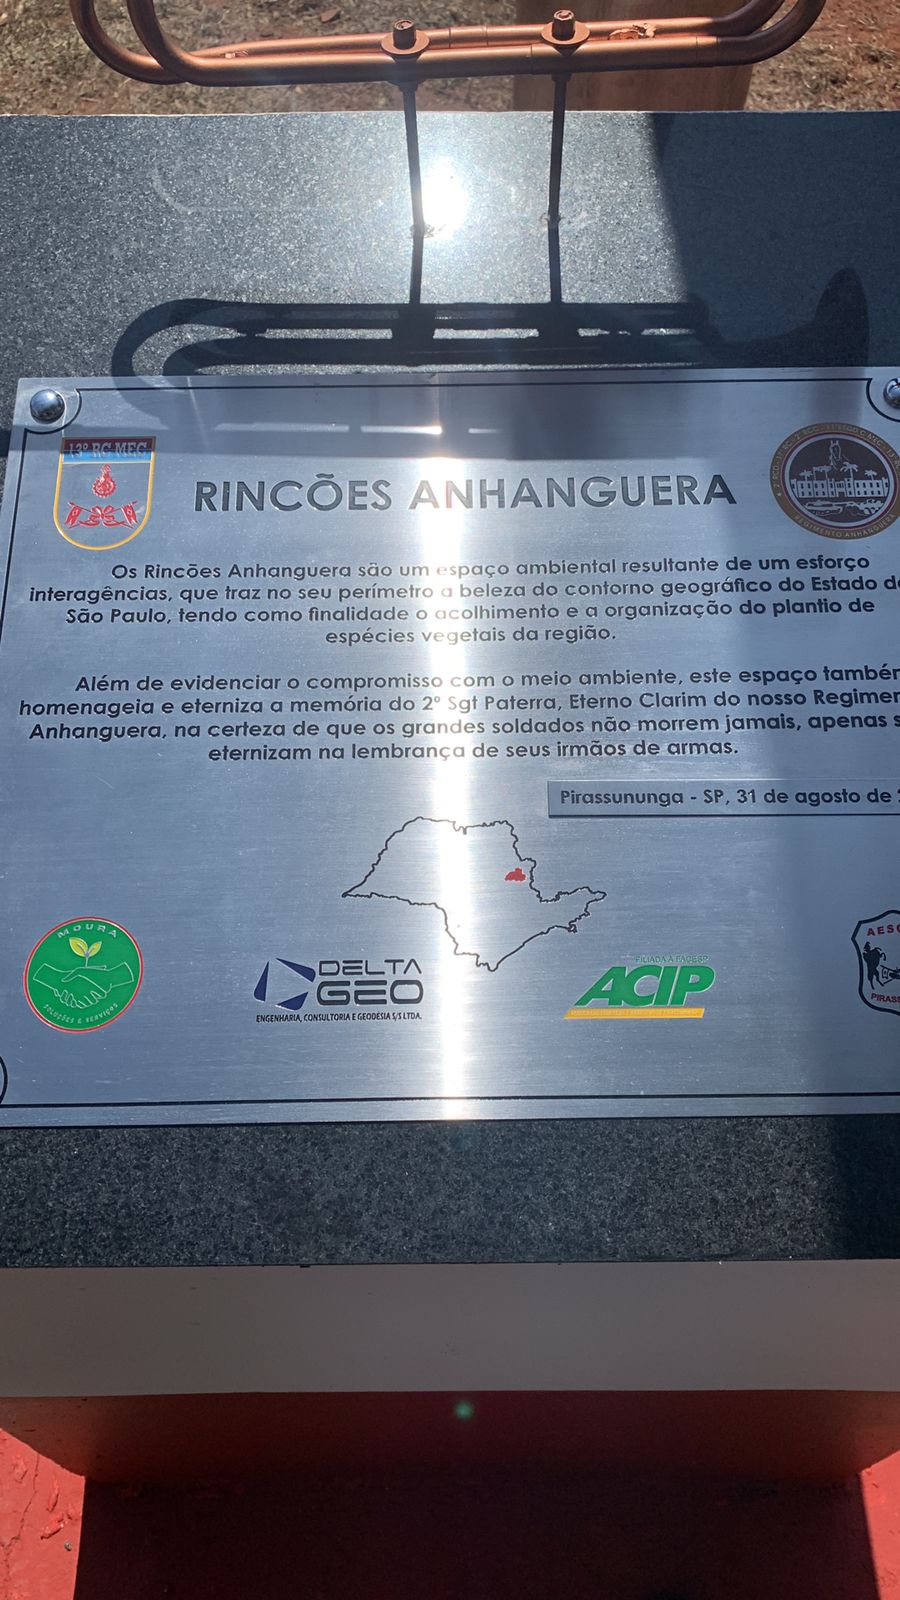 13º RC MEC
RINCÕES ANHANGUERA
REGIMENTO ANHANGUERA
Os Rincões Anhanguera são um espaço ambiental resultante de um esforço
interagências, que traz no seu perímetro a beleza do contorno geográfico do Estado d
São Paulo, tendo como finalidade o acolhimento e a organização do plantio de
espécies vegetais da região.
Além de evidenciar o compromisso com o meio ambiente, este espaço també
homenageia e eterniza a memória do 2º Sgt Paterra, Eterno Clarim do nosso Regime
Anhanguera, na certeza de que os grandes soldados não morrem jamais, apenas s
eternizam na lembrança de seus irmãos de armas.
Pirassununga - SP, 31 de agosto de
MOURA
SOLUÇÕES E SERVIÇOS
DELTA
GEO
ENGENHARIA, CONSULTORIA E GEODÉSIA S/S LTDA.
FILIADA À FACESP
ACIP
AESC
PIRASS